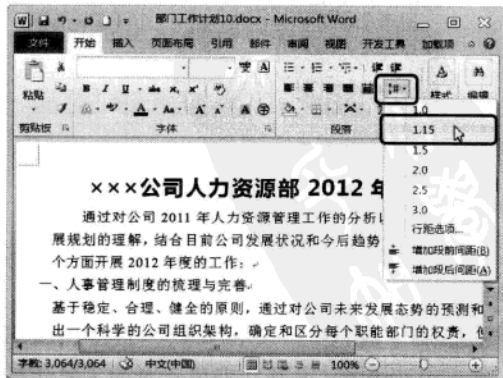 部门工作计划10.docx - Microsoft Word
文件 开始 插入 页面布局 引用 邮件 审阅 视图 开发工具 加载项
粘贴
B I U abc x₂ x²
样式 编辑
剪贴板 字体 段落
1.0
1.15
1.5
2.0
2.5
3.0
行距选项...
增加段前间距(B)
增加段后间距(A)
×××公司人力资源部 2012 年
通过对公司 2011 年人力资源管理工作的分析以
展规划的理解，结合目前公司发展状况和今后趋势
个方面开展 2012 年度的工作：
一、人事管理制度的梳理与完善
基于稳定、合理、健全的原则，通过对公司未来发展态势的预测和
出一个科学的公司组织架构，确定和区分每个职能部门的权责，
字数: 3,064/3,064 中文(中国) 100%